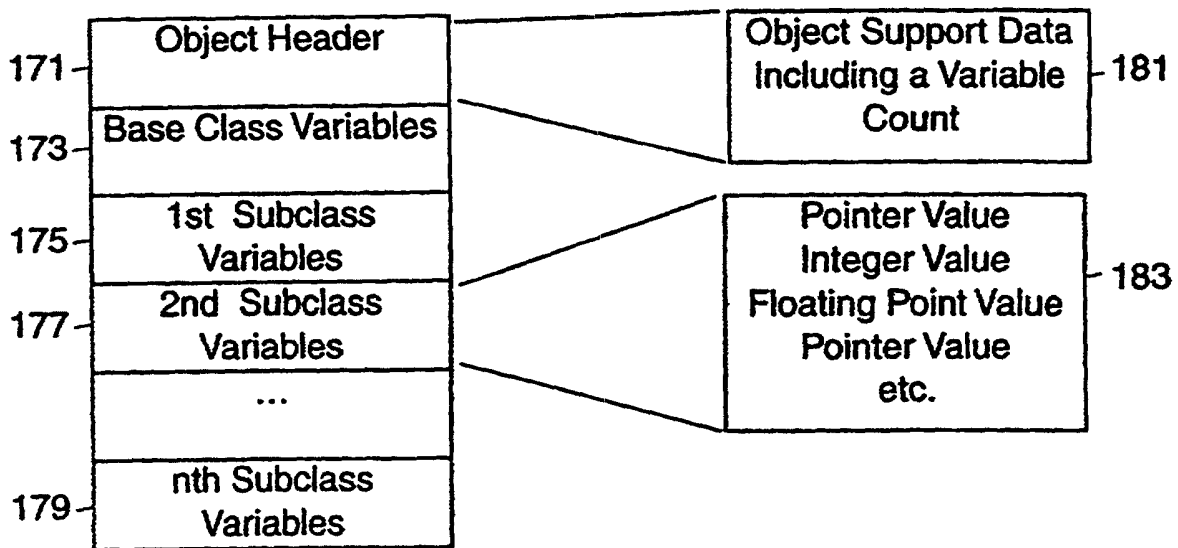 Object Header
171
Base Class Variables
173
1st Subclass
Variables
175
2nd Subclass
Variables
177
...
nth Subclass
Variables
179
Object Support Data
Including a Variable
Count
181
Pointer Value
Integer Value
Floating Point Value
Pointer Value
etc.
183